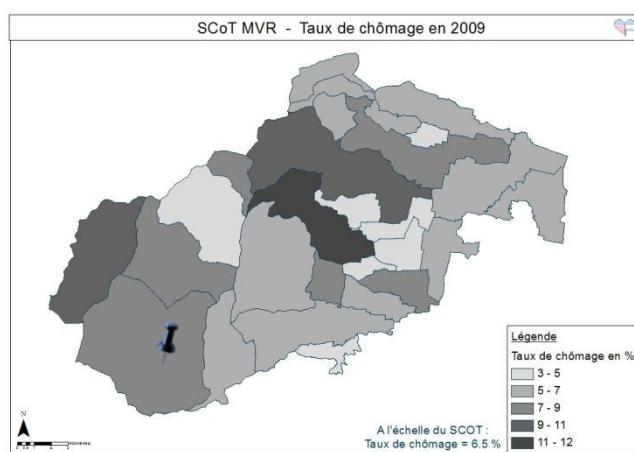 SCoT MVR - Taux de chômage en 2009
Légende
Taux de chômage en %
3 - 5
5 - 7
7 - 9
9 - 11
11 - 12
A l'échelle du SCOT :
Taux de chômage = 6.5 %
N